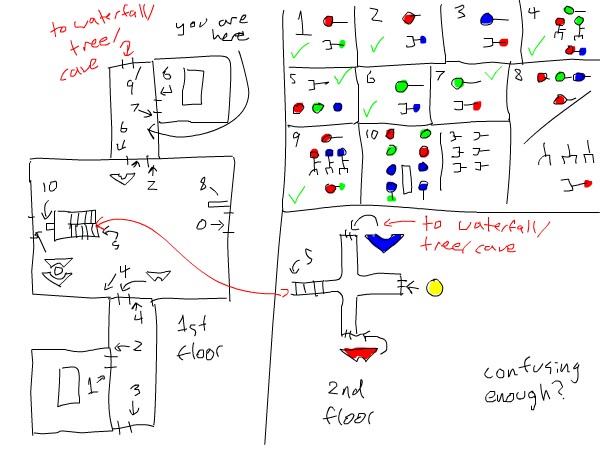 to waterfall/
tree/
cave
you are
here
9
6
7
6
2
10
8
0
5
0
4
4
1st
floor
2
1
3
1
2
3
4
5
6
7
8
9
10
to waterfall/
tree/cave
5
2nd
floor
confusing
enough?